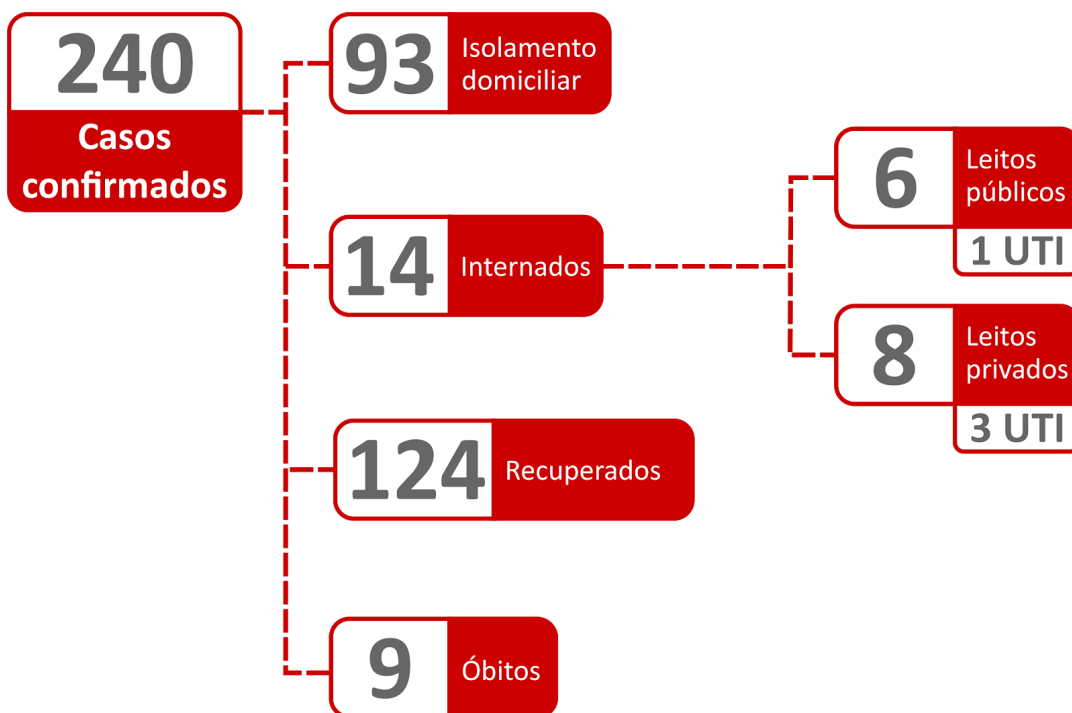 240
Casos
confirmados
93
Isolamento
domiciliar
14
Internados
6
Leitos
públicos
1 UTI
8
Leitos
privados
3 UTI
124
Recuperados
9
Óbitos